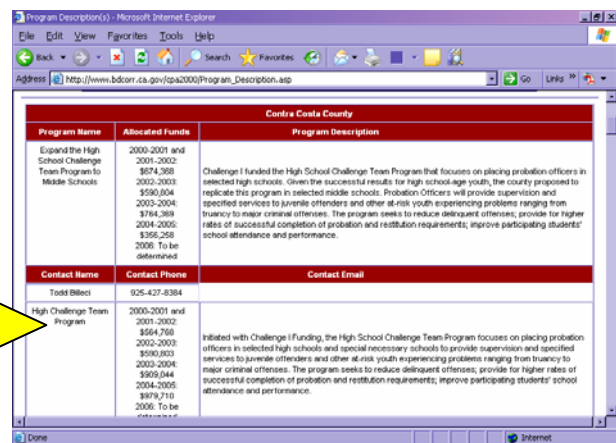 Program Description(s) - Microsoft Internet Explorer
File Edit View Favorites Tools Help
Back Search Favorites
Address http://www.bdcorr.ca.gov/cpa2000/Program_Description.asp Go Links »
Contra Costa County
Program Name Allocated Funds Program Description
Expand the High School Challenge Team Program to Middle Schools
2000-2001 and
2001-2002:
$674,368
2002-2003:
$590,804
2003-2004:
$764,369
2004-2005:
$356,258
2006: To be
determined
Challenge I funded the High School Challenge Team Program that focuses on placing probation officers in
selected high schools. Given the successful results for high school-age youth, the county proposed to
replicate this program in selected middle schools. Probation Officers will provide supervision and
specified services to juvenile offenders and other at-risk youth experiencing problems ranging from
truancy to major criminal offenses. The program seeks to reduce delinquent offenses; provide for higher
rates of successful completion of probation and restitution requirements; improve participating students'
school attendance and performance.
Contact Name Contact Phone Contact Email
Todd Billeci 925-427-8384
High Challenge Team
Program
2000-2001 and
2001-2002:
$564,768
2002-2003:
$590,803
2003-2004:
$909,044
2004-2005:
$979,710
2006: To be
Initiated with Challenge I Funding, the High School Challenge Team Program focuses on placing probation
officers in selected high schools and special necessary schools to provide supervision and specified
services to juvenile offenders and other at-risk youth experiencing problems ranging from truancy to
major criminal offenses. The program seeks to reduce delinquent offenses; provide for higher rates of
successful completion of probation and restitution requirements; improve participating students' school
attendance and performance.
Done Internet